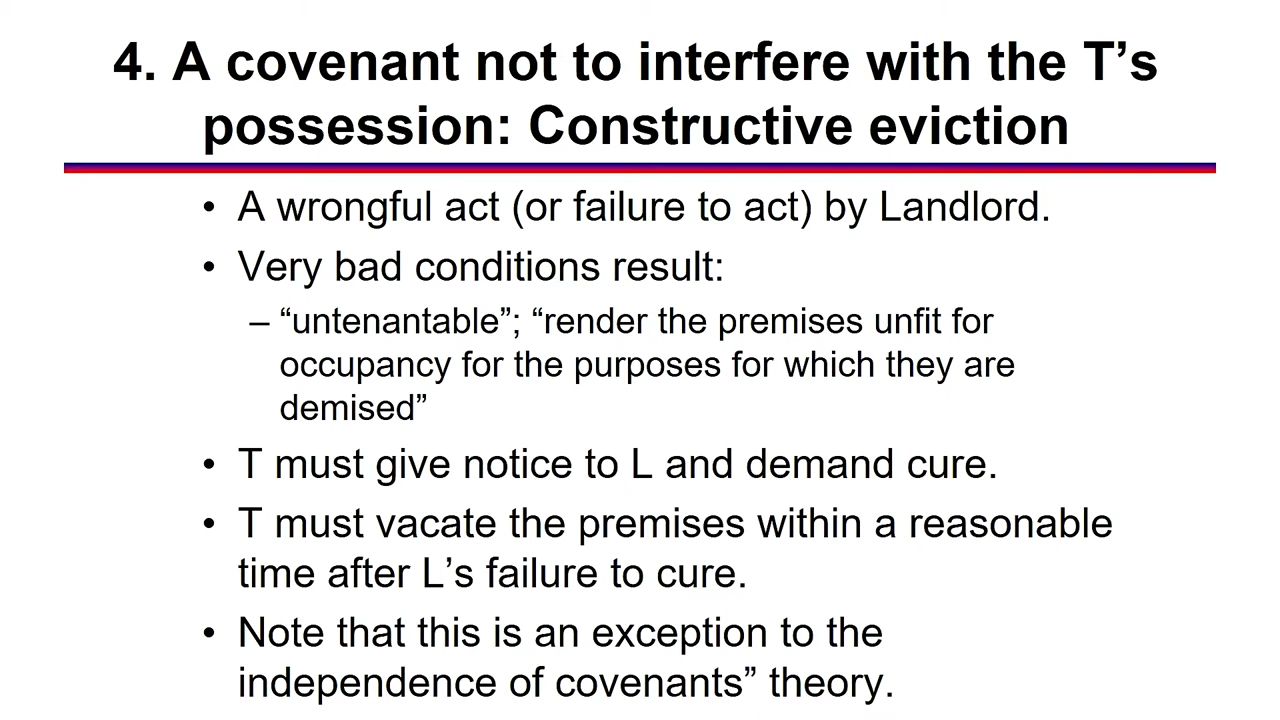 4. A covenant not to interfere with the T’s
possession: Constructive eviction
• A wrongful act (or failure to act) by Landlord.
• Very bad conditions result:
– “untenantable”; “render the premises unfit for
occupancy for the purposes for which they are
demised”
• T must give notice to L and demand cure.
• T must vacate the premises within a reasonable
time after L’s failure to cure.
• Note that this is an exception to the
independence of covenants” theory.